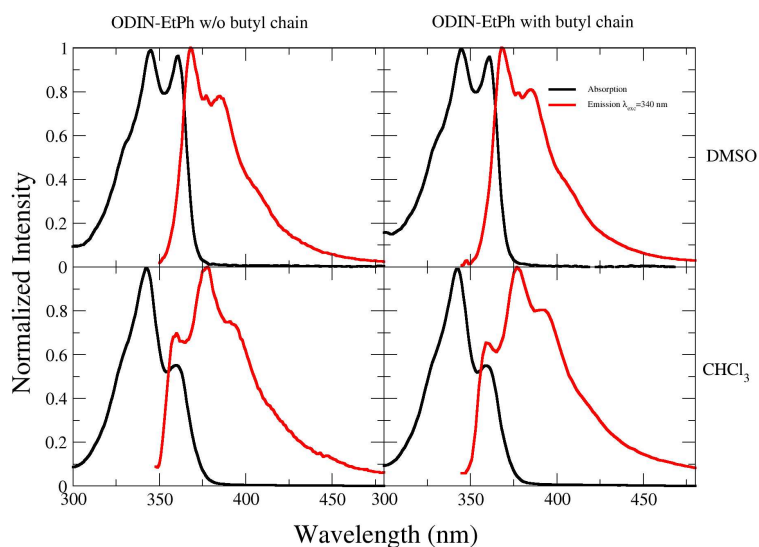 ODIN-EtPh w/o butyl chain
ODIN-EtPh with butyl chain
Normalized Intensity
1
0.8
0.6
0.4
0.2
0
Absorption
Emission λexc=340 nm
DMSO
0.8
0.6
0.4
0.2
0
CHCl3
300
350
400
450
300
350
400
450
Wavelength (nm)